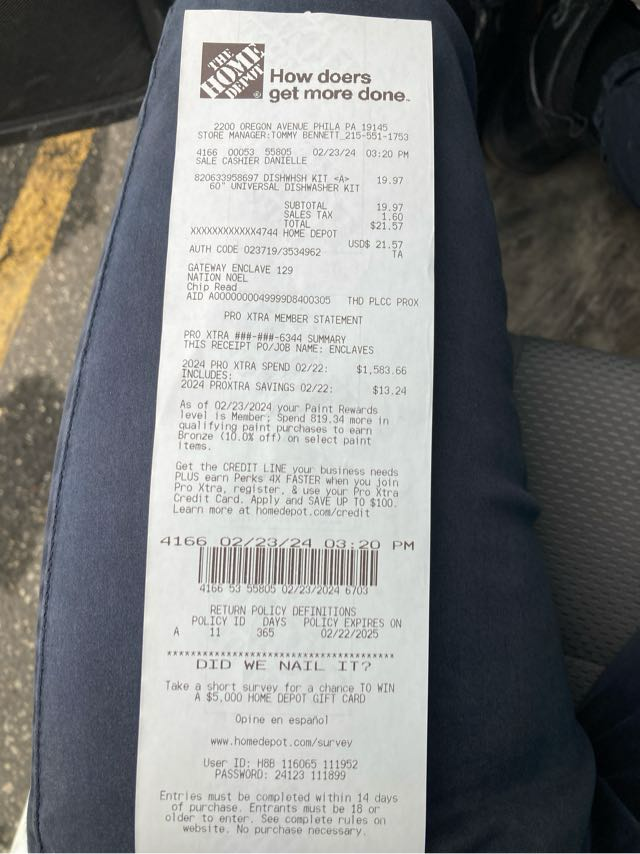 THE
HOME
DEPOT
How doers
get more done.
2200 OREGON AVENUE PHILA PA 19145
STORE MANAGER:TOMMY BENNETT 215-551-1753
4166 00053 55805 02/23/24 03:20 PM
SALE CASHIER DANIELLE
820633958697 DISHWHSH KIT <A> 19.97
60" UNIVERSAL DISHWASHER KIT
SUBTOTAL 19.97
SALES TAX 1.60
TOTAL $21.57
XXXXXXXXXXXX4744 HOME DEPOT
USD$ 21.57
AUTH CODE 023719/3534962 TA
GATEWAY ENCLAVE 129
NATION NOEL
Chip Read
AID A0000000049999D8400305 THD PLCC PROX
PRO XTRA MEMBER STATEMENT
PRO XTRA ###-###-6344 SUMMARY
THIS RECEIPT PO/JOB NAME: ENCLAVES
2024 PRO XTRA SPEND 02/22: $1,583.66
INCLUDES:
2024 PROXTRA SAVINGS 02/22: $13.24
As of 02/23/2024 your Paint Rewards
level is Member; Spend 819.34 more in
qualifying paint purchases to earn
Bronze (10.0% off) on select paint
items.
Get the CREDIT LINE your business needs
PLUS earn Perks 4X FASTER when you join
Pro Xtra, register, & use your Pro Xtra
Credit Card. Apply and SAVE UP TO $100.
Learn more at homedepot.com/credit
4166 02/23/24 03:20 PM
4166 53 55805 02/23/2024 6703
RETURN POLICY DEFINITIONS
POLICY ID DAYS POLICY EXPIRES ON
A 11 365 02/22/2025
****************************************
DID WE NAIL IT?
Take a short survey for a chance TO WIN
A $5,000 HOME DEPOT GIFT CARD
Opine en español
www.homedepot.com/survey
User ID: H8B 116065 111952
PASSWORD: 24123 111899
Entries must be completed within 14 days
of purchase. Entrants must be 18 or
older to enter. See complete rules on
website. No purchase necessary.